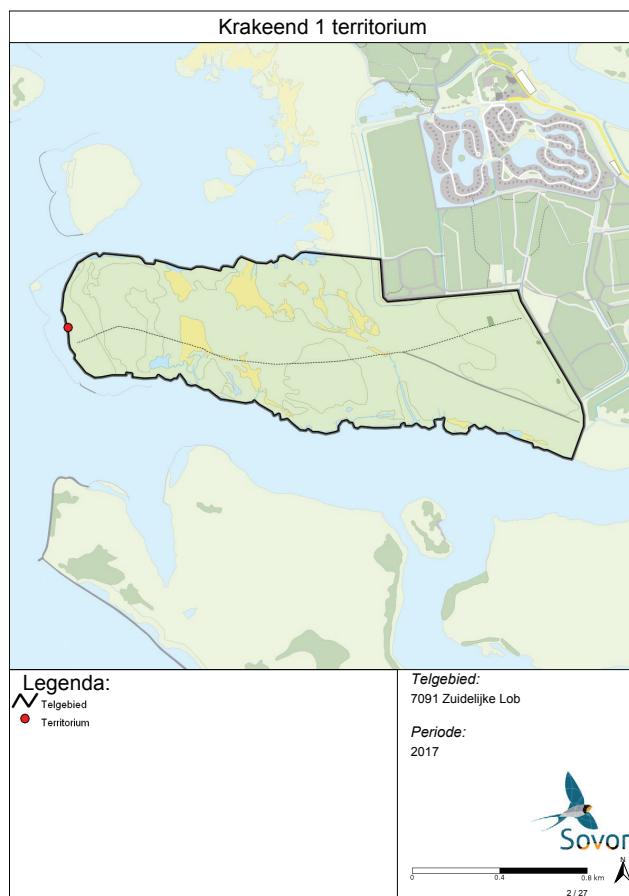 Krakeend 1 territorium
Legenda:
Telgebied
Territorium
Telgebied:
7091 Zuidelijke Lob
Periode:
2017
Sovon
0 0.4 0.8 km
N
2 / 27